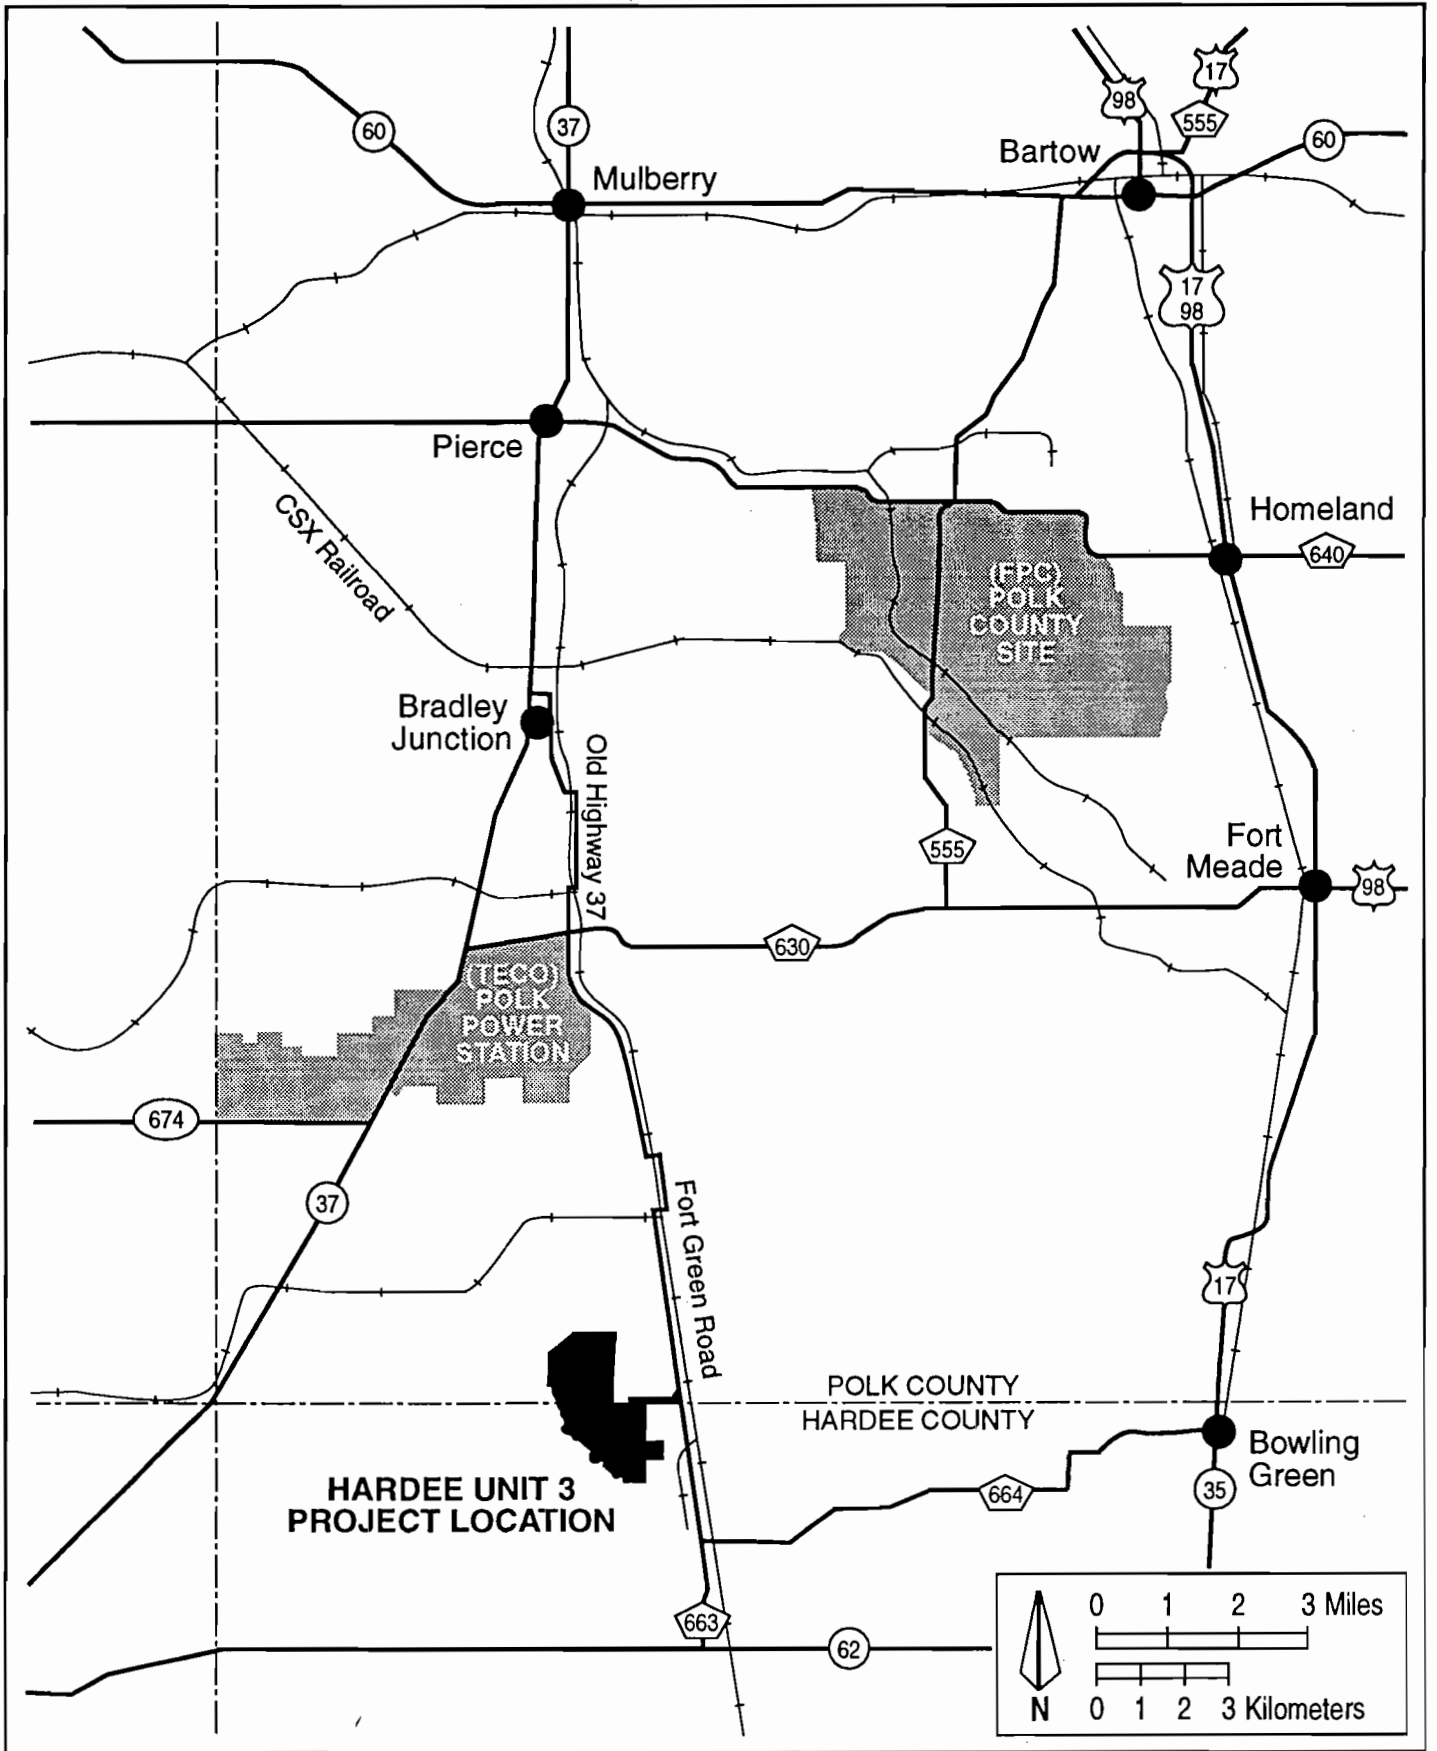 17
98
555
60
37
60
Bartow
Mulberry
17
98
Pierce
CSX Railroad
Homeland
640
(FPC)
POLK
COUNTY
SITE
Bradley
Junction
Old Highway 37
555
Fort
Meade
98
630
(TECO)
POLK
POWER
STATION
674
37
Fort Green Road
17
POLK COUNTY
HARDEE COUNTY
Bowling
Green
35
664
HARDEE UNIT 3
PROJECT LOCATION
663
62
0 1 2 3 Miles
N
0 1 2 3 Kilometers